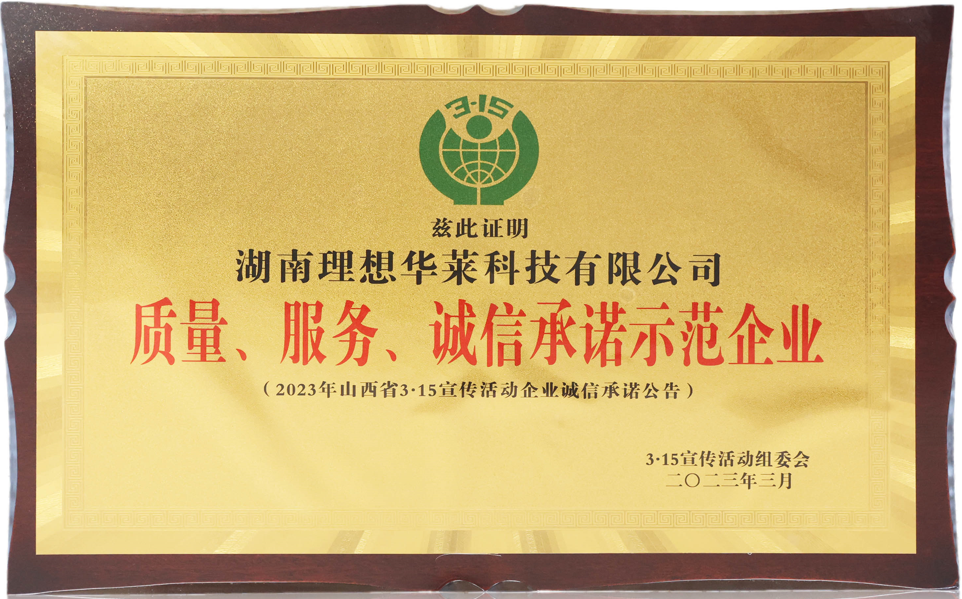 3·15
兹此证明
湖南理想华莱科技有限公司
质量、服务、诚信承诺示范企业
（2023年山西省3·15宣传活动企业诚信承诺公告）
3·15宣传活动组委会
二〇二三年三月